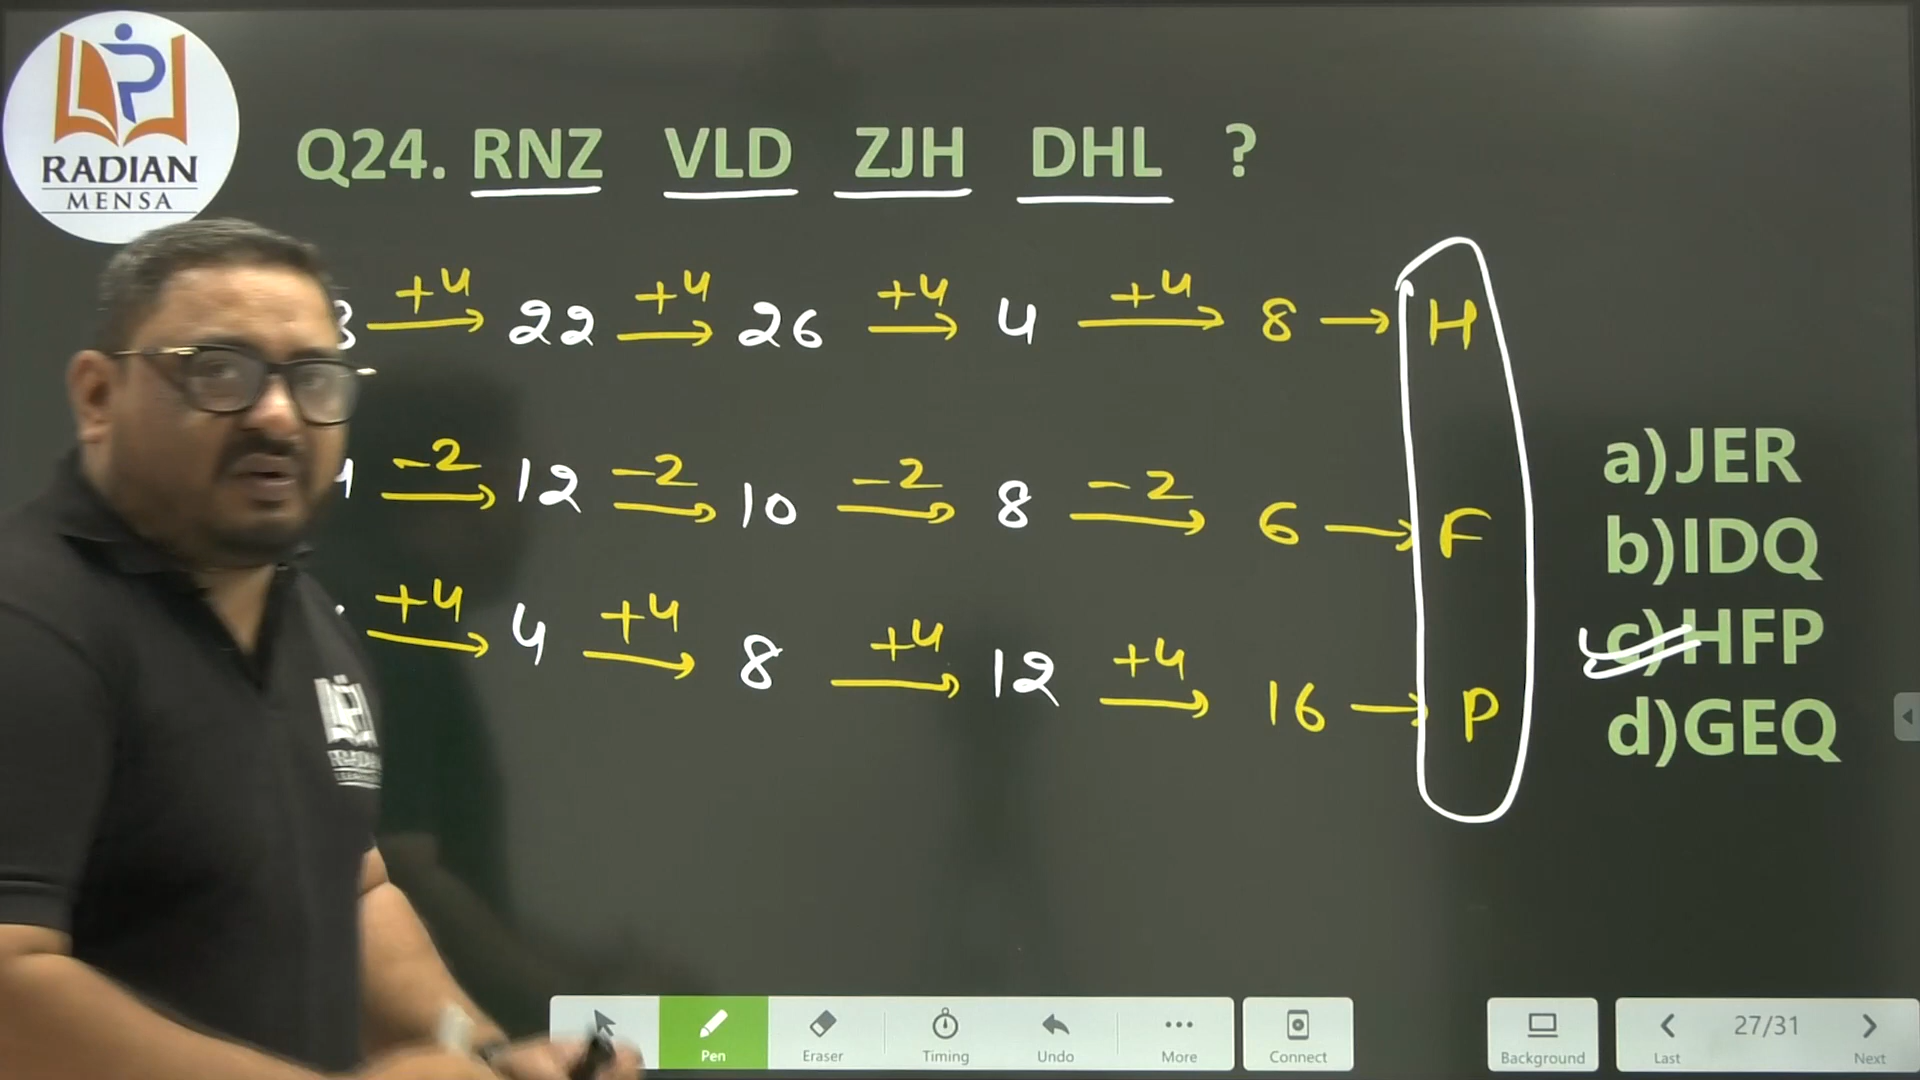 RADIAN
MENSA
Q24. RNZ VLD ZJH DHL ?
+4 22 +4 26 +4 4 +4 8 → H
-2 12 -2 10 -2 8 -2 6 → F
+4 4 +4 8 +4 12 +4 16 → P
a)JER
b)IDQ
c)HFP
d)GEQ
Pen
Eraser
Timing
Undo
More
Connect
Background
Last
27/31
Next